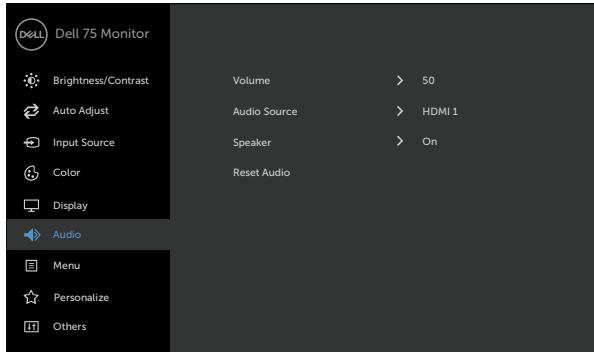 DELL Dell 75 Monitor
Brightness/Contrast Volume 50
Auto Adjust Audio Source HDMI 1
Input Source Speaker On
Color Reset Audio
Display
Audio
Menu
Personalize
Others